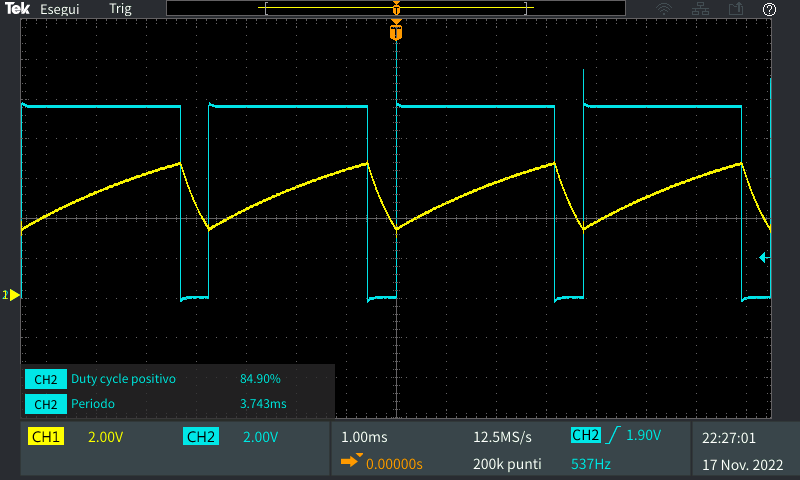 Tek Esegui Trig
T
T
?
CH2 Duty cycle positivo 84.90%
CH2 Periodo 3.743ms
CH1 2.00V CH2 2.00V 1.00ms 12.5MS/s CH2 1.90V 22:27:01
0.00000s 200k punti 537Hz 17 Nov. 2022